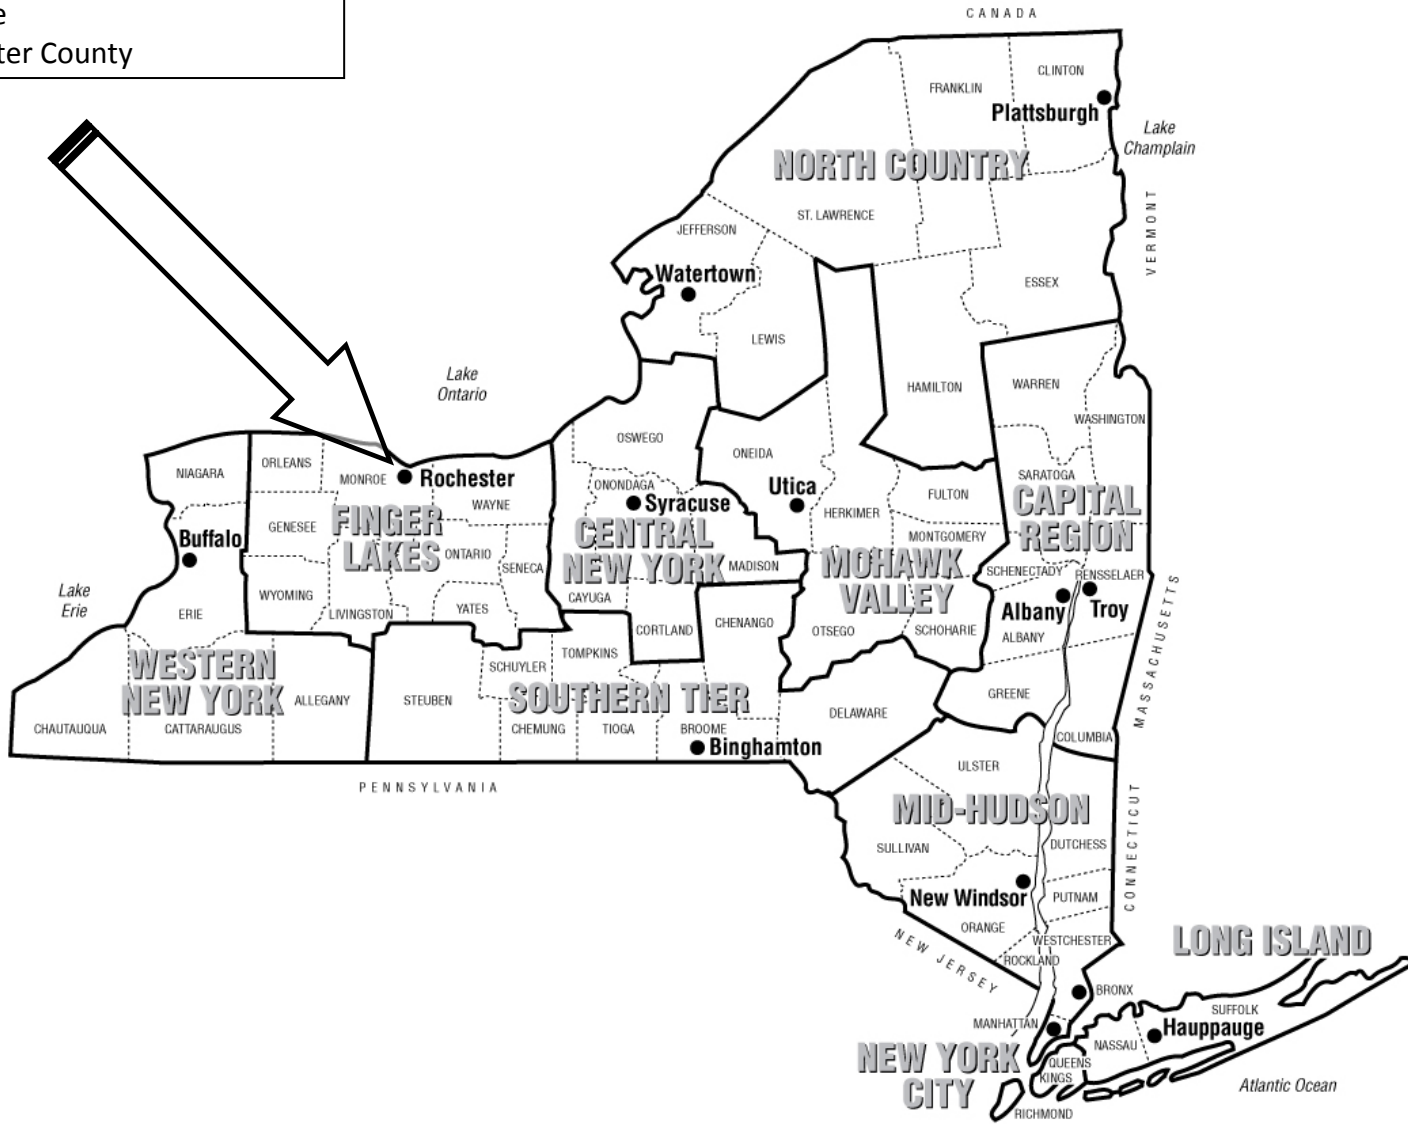 ter County
CANADA
CLINTON
FRANKLIN
Plattsburgh
Lake
Champlain
NORTH COUNTRY
VERMONT
ST. LAWRENCE
JEFFERSON
Watertown
ESSEX
LEWIS
Lake
Ontario
HAMILTON
WARREN
WASHINGTON
OSWEGO
ONEIDA
ORLEANS
NIAGARA
MONROE
Rochester
SARATOGA
ONONDAGA
Utica
FULTON
CAPITAL
REGION
WAYNE
Syracuse
HERKIMER
GENESEE
FINGER
LAKES
CENTRAL
NEW YORK
MONTGOMERY
Buffalo
ONTARIO
SENECA
MADISON
MOHAWK
VALLEY
SCHENECTADY
RENSSELAER
Lake
Erie
WYOMING
CAYUGA
Albany
Troy
MASSACHUSETTS
ERIE
LIVINGSTON
YATES
CORTLAND
CHENANGO
OTSEGO
SCHOHARIE
ALBANY
WESTERN
NEW YORK
TOMPKINS
SCHUYLER
SOUTHERN TIER
GREENE
ALLEGANY
STEUBEN
DELAWARE
CHAUTAUQUA
CATTARAUGUS
CHEMUNG
TIOGA
BROOME
COLUMBIA
Binghamton
PENNSYLVANIA
ULSTER
MID-HUDSON
CONNECTICUT
SULLIVAN
DUTCHESS
New Windsor
PUTNAM
ORANGE
WESTCHESTER
LONG ISLAND
NEW JERSEY
ROCKLAND
BRONX
MANHATTAN
SUFFOLK
Hauppauge
NASSAU
NEW YORK
CITY
QUEENS
KINGS
Atlantic Ocean
RICHMOND